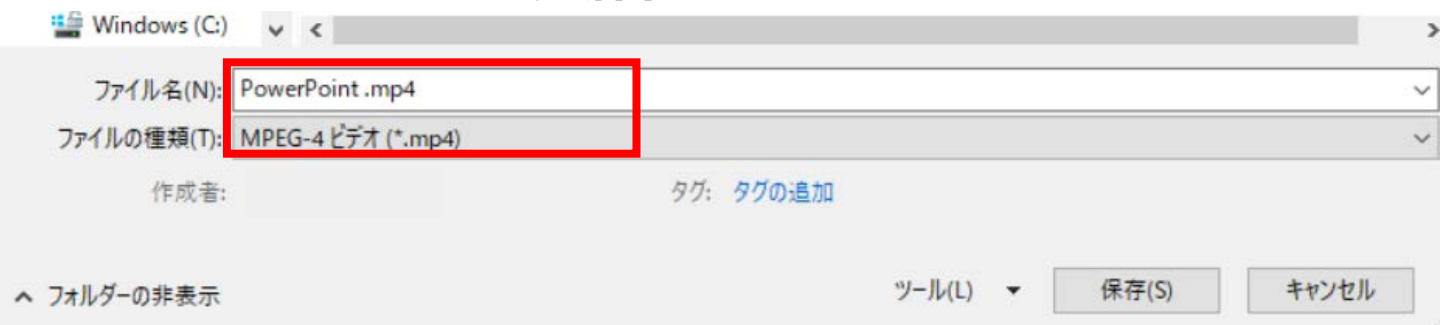 Windows (C:)
ファイル名(N): PowerPoint .mp4
ファイルの種類(T): MPEG-4 ビデオ (*.mp4)
作成者: タグ: タグの追加
フォルダーの非表示 ツール(L) 保存(S) キャンセル